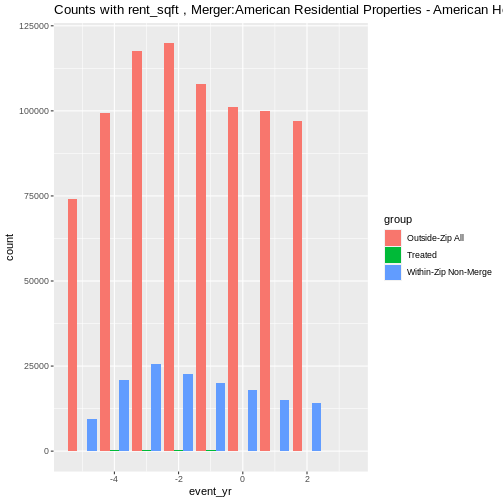 Counts with rent_sqft , Merger:American Residential Properties - American H
125000
100000
75000
50000
25000
0
count
-4
-2
0
2
event_yr
group
Outside-Zip All
Treated
Within-Zip Non-Merge